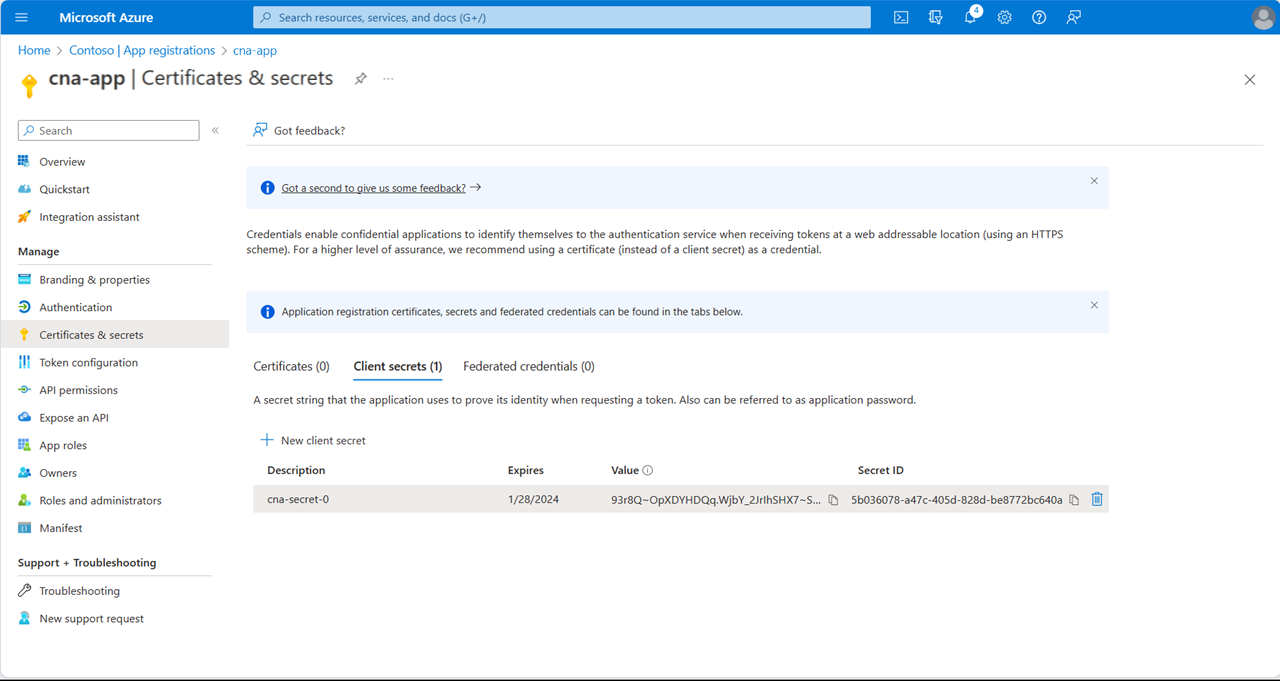 Microsoft Azure
Search resources, services, and docs (G+/)
4
Home > Contoso | App registrations > cna-app
cna-app | Certificates & secrets
Search
Got feedback?
Overview
Quickstart
Integration assistant
Manage
Branding & properties
Authentication
Certificates & secrets
Token configuration
API permissions
Expose an API
App roles
Owners
Roles and administrators
Manifest
Support + Troubleshooting
Troubleshooting
New support request
Got a second to give us some feedback? →
Credentials enable confidential applications to identify themselves to the authentication service when receiving tokens at a web addressable location (using an HTTPS
scheme). For a higher level of assurance, we recommend using a certificate (instead of a client secret) as a credential.
Application registration certificates, secrets and federated credentials can be found in the tabs below.
Certificates (0) Client secrets (1) Federated credentials (0)
A secret string that the application uses to prove its identity when requesting a token. Also can be referred to as application password.
New client secret
Description Expires Value Secret ID
cna-secret-0 1/28/2024 93r8Q~OpXDYHDQq.WjbY_2JrIhSHX7~S... 5b036078-a47c-405d-828d-be8772bc640a